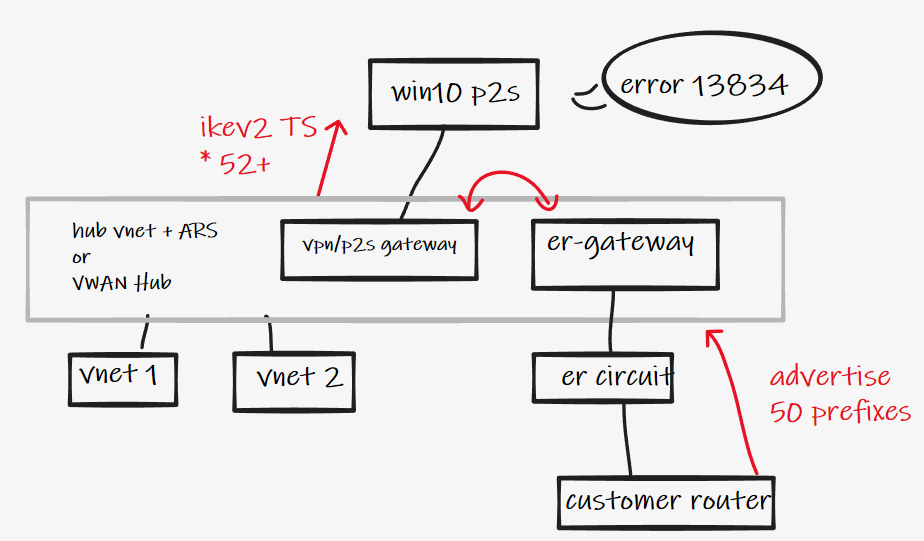 win10 p2s
error 13834
ikev2 TS
* 52+
hub vnet + ARS
or
VWAN Hub
vpn/p2s gateway
er-gateway
vnet 1
vnet 2
er circuit
advertise
50 prefixes
customer router